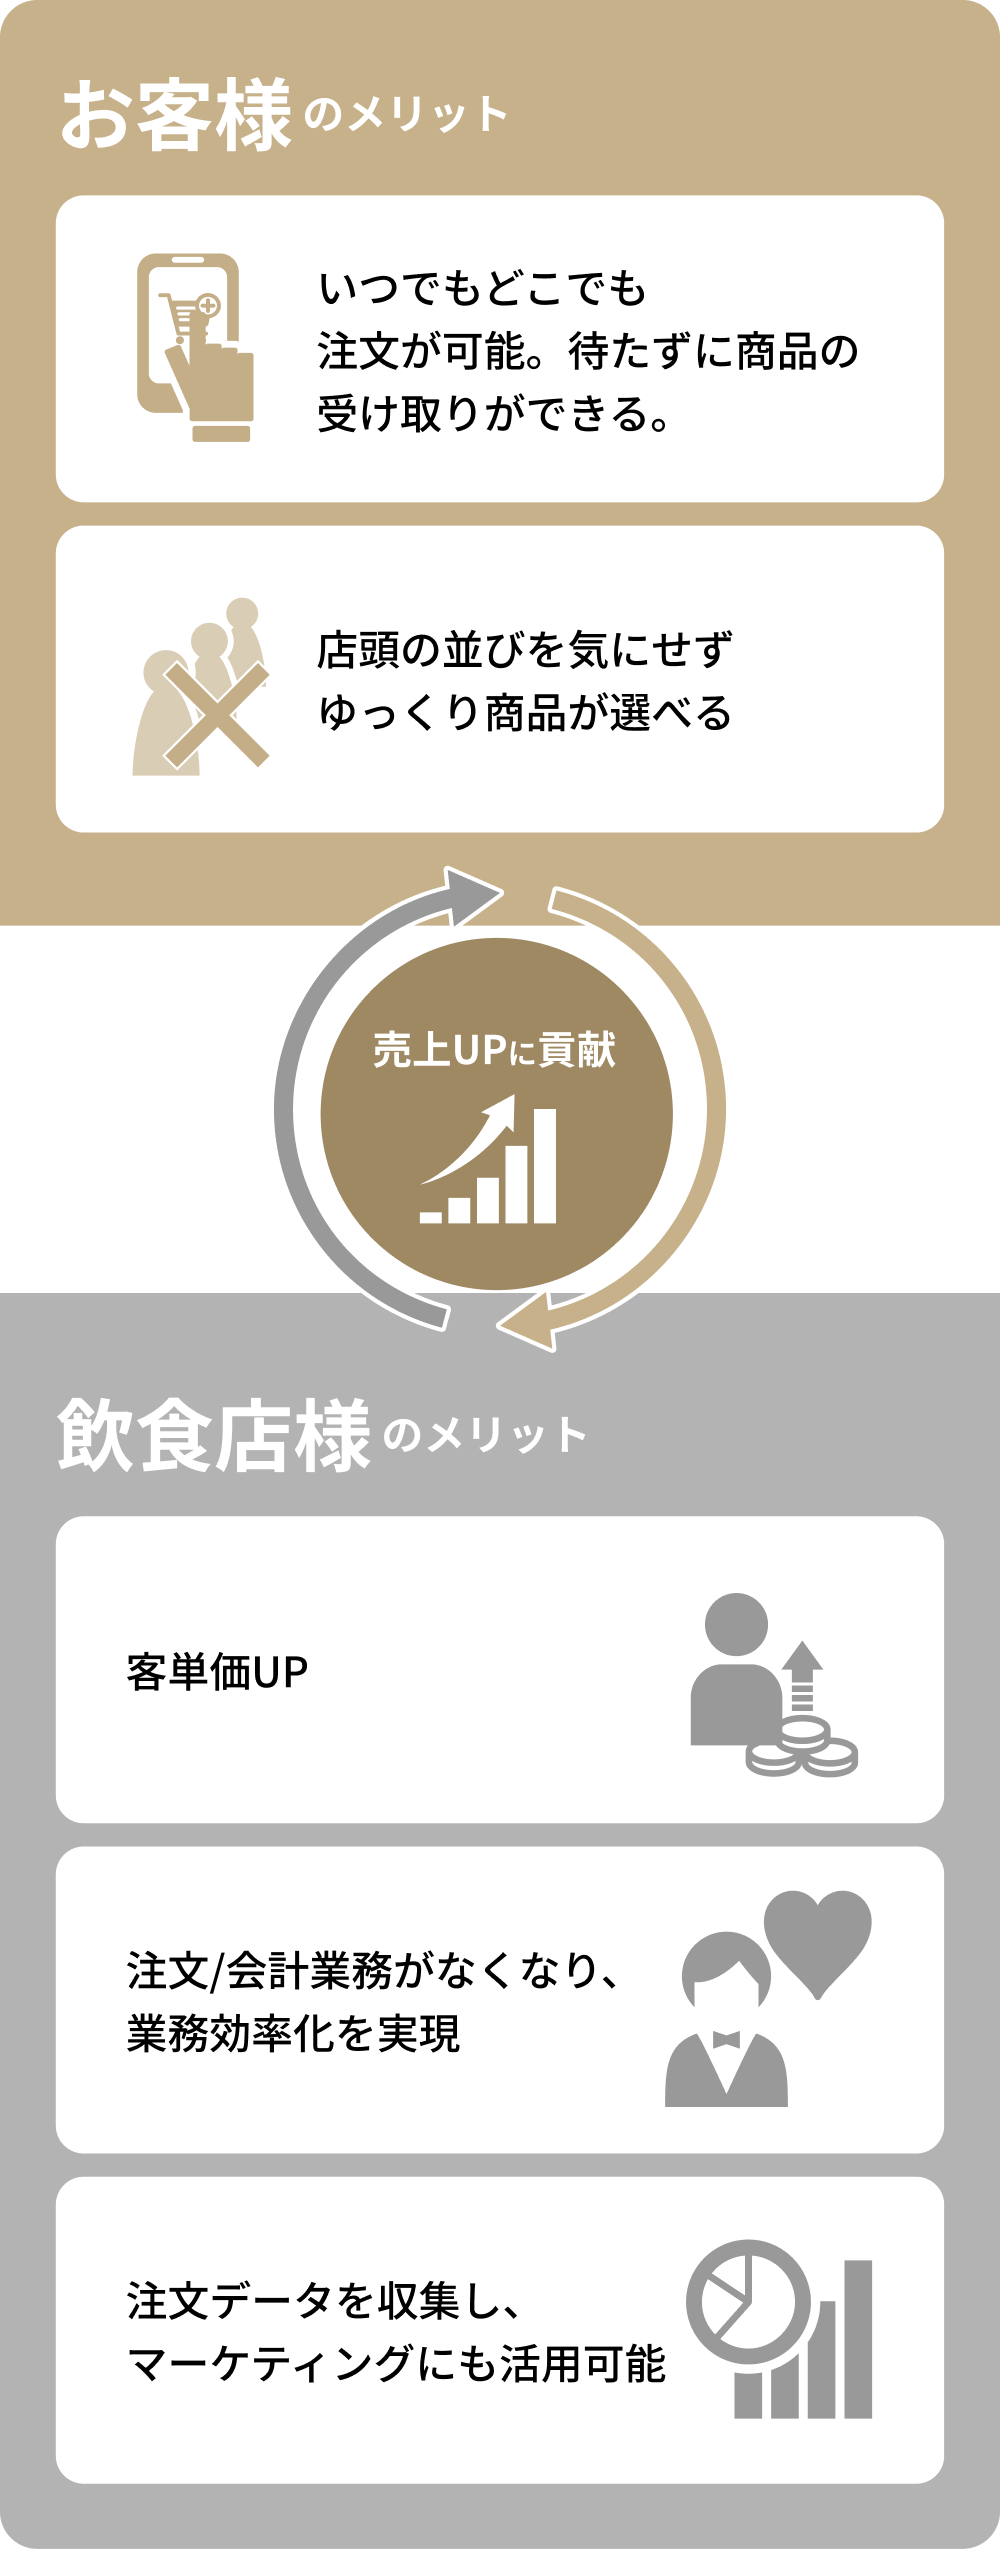 お客様のメリット
いつでもどこでも
注文が可能。待たずに商品の
受け取りができる。
店頭の並びを気にせず
ゆっくり商品が選べる
売上UPに貢献
飲食店様のメリット
客単価UP
注文/会計業務がなくなり、
業務効率化を実現
注文データを収集し、
マーケティングにも活用可能